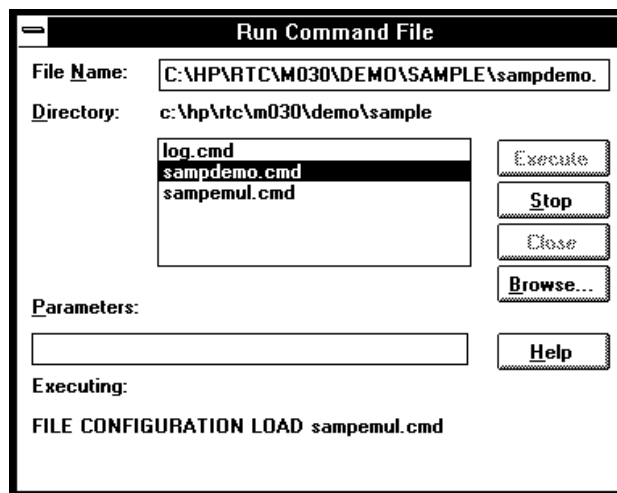 Run Command File
File Name: C:\HP\RTC\M030\DEMO\SAMPLE\sampdemo.
Directory: c:\hp\rtc\m030\demo\sample
log.cmd
sampdemo.cmd
sampemul.cmd
Execute
Stop
Close
Browse...
Parameters:
Help
Executing:
FILE CONFIGURATION LOAD sampemul.cmd